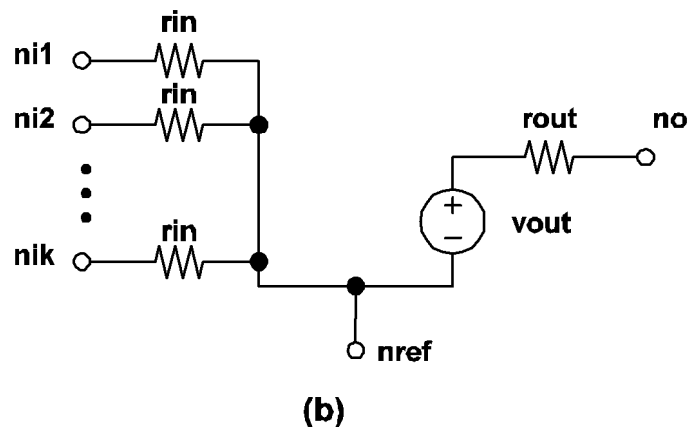 rin
ni1
rin
ni2
rout
no
+
vout
−
rin
nik
nref
(b)